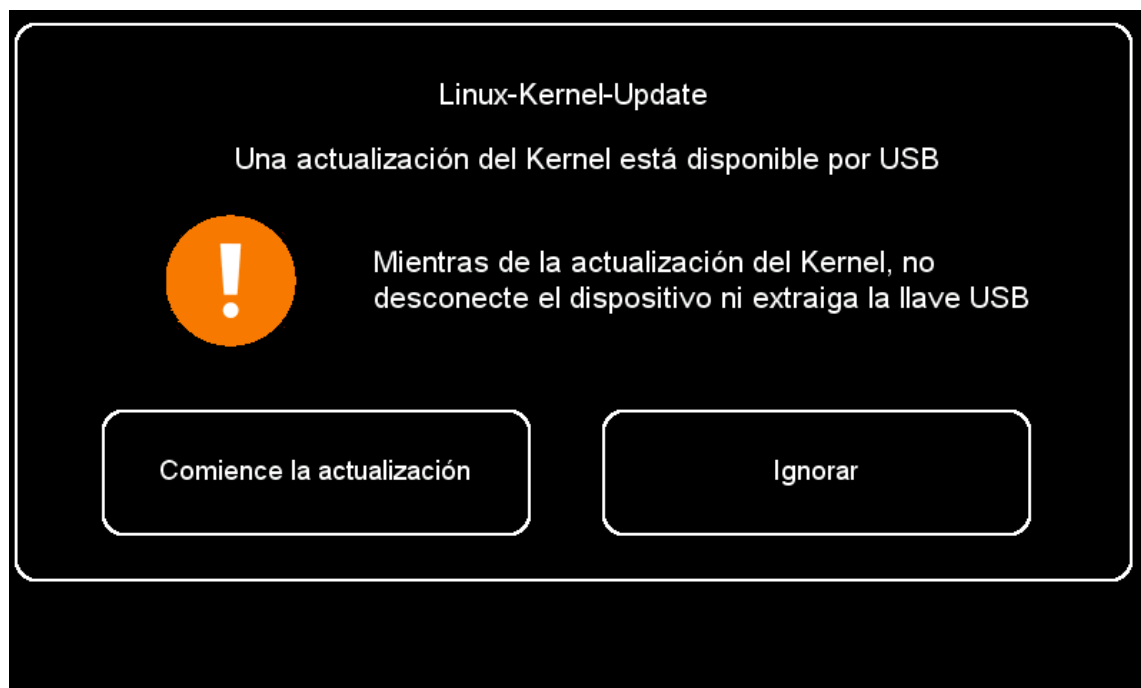 Linux-Kernel-Update
Una actualización del Kernel está disponible por USB
!
Mientras de la actualización del Kernel, no
desconecte el dispositivo ni extraiga la llave USB
Comience la actualización
Ignorar